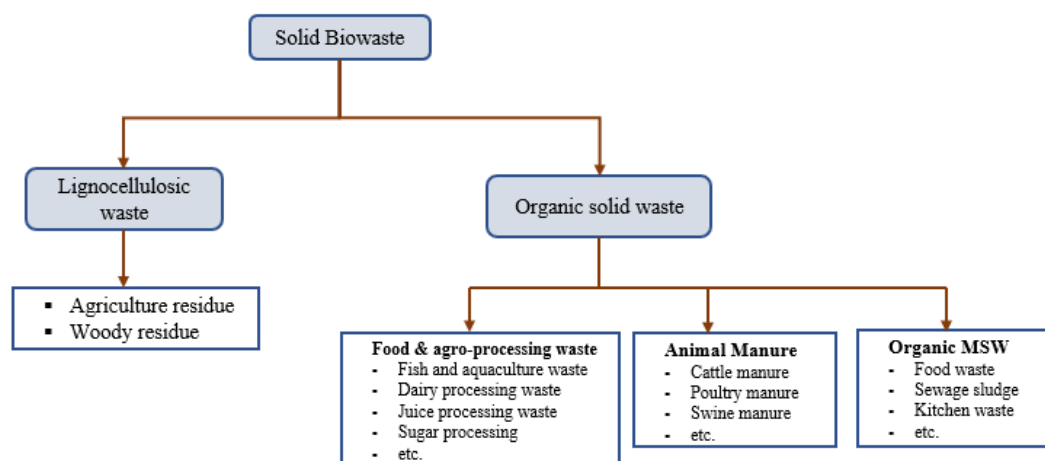 Solid Biowaste
Lignocellulosic
waste
Organic solid waste
▪ Agriculture residue
▪ Woody residue
Food & agro-processing waste
- Fish and aquaculture waste
- Dairy processing waste
- Juice processing waste
- Sugar processing
- etc.
Animal Manure
- Cattle manure
- Poultry manure
- Swine manure
- etc.
Organic MSW
- Food waste
- Sewage sludge
- Kitchen waste
- etc.